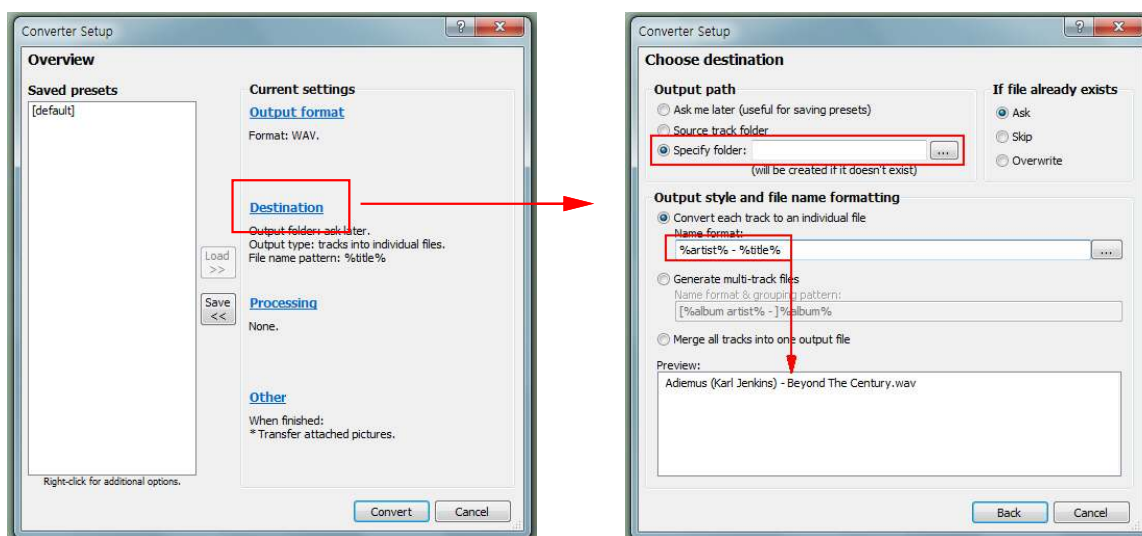 Converter Setup
Overview
Saved presets
[default]
Right-click for additional options.
Load
>>
Save
<<
Current settings
Output format
Format: WAV.
Destination
Output folder: ask later.
Output type: tracks into individual files.
File name pattern: %title%
Processing
None.
Other
When finished:
* Transfer attached pictures.
Convert
Cancel
Converter Setup
Choose destination
Output path
Ask me later (useful for saving presets)
Source track folder
Specify folder:
...
(will be created if it doesn't exist)
If file already exists
Ask
Skip
Overwrite
Output style and file name formatting
Convert each track to an individual file
Name format:
%artist% - %title%
...
Generate multi-track files
Name format & grouping pattern:
[%album artist% - ]%album%
Merge all tracks into one output file
Preview:
Adiemus (Karl Jenkins) - Beyond The Century.wav
Back
Cancel